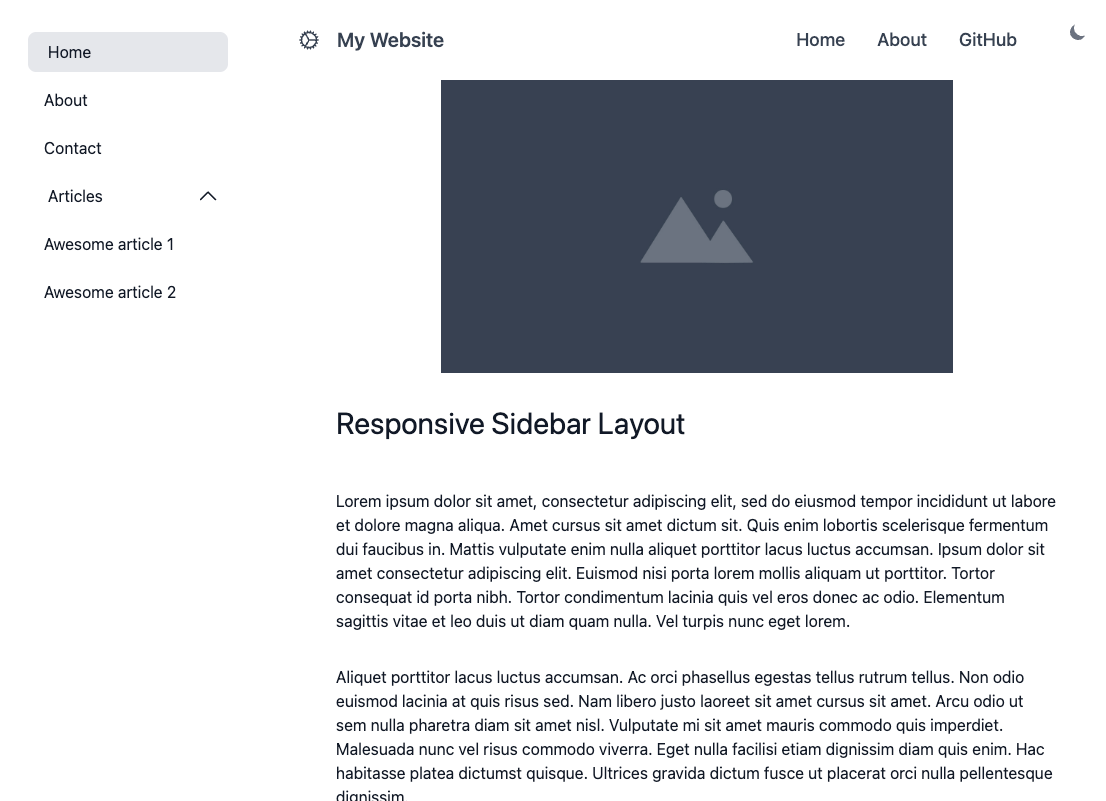 Home
About
Contact
Articles
Awesome article 1
Awesome article 2
My Website
Home
About
GitHub
Responsive Sidebar Layout
Lorem ipsum dolor sit amet, consectetur adipiscing elit, sed do eiusmod tempor incididunt ut labore
et dolore magna aliqua. Amet cursus sit amet dictum sit. Quis enim lobortis scelerisque fermentum
dui faucibus in. Mattis vulputate enim nulla aliquet porttitor lacus luctus accumsan. Ipsum dolor sit
amet consectetur adipiscing elit. Euismod nisi porta lorem mollis aliquam ut porttitor. Tortor
consequat id porta nibh. Tortor condimentum lacinia quis vel eros donec ac odio. Elementum
sagittis vitae et leo duis ut diam quam nulla. Vel turpis nunc eget lorem.
Aliquet porttitor lacus luctus accumsan. Ac orci phasellus egestas tellus rutrum tellus. Non odio
euismod lacinia at quis risus sed. Nam libero justo laoreet sit amet cursus sit amet. Arcu odio ut
sem nulla pharetra diam sit amet nisl. Vulputate mi sit amet mauris commodo quis imperdiet.
Malesuada nunc vel risus commodo viverra. Eget nulla facilisi etiam dignissim diam quis enim. Hac
habitasse platea dictumst quisque. Ultrices gravida dictum fusce ut placerat orci nulla pellentesque
dignissim.